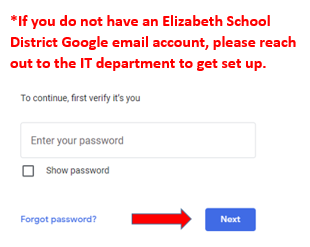 *If you do not have an Elizabeth School
District Google email account, please reach
out to the IT department to get set up.
To continue, first verify it's you
Enter your password
Show password
Forgot password?
Next